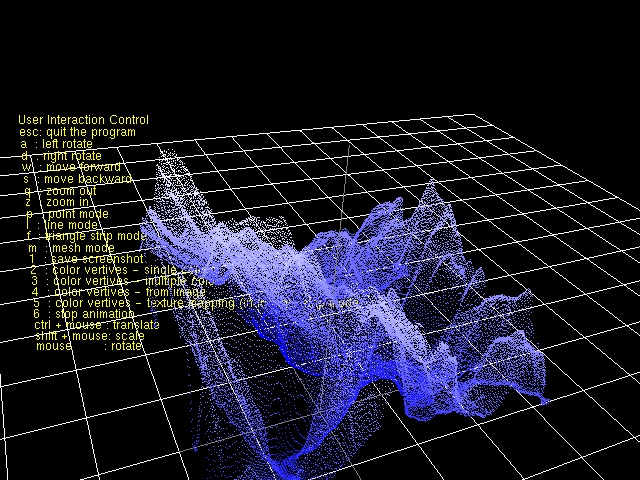 User Interaction Control
esc: quit the program
a : left rotate
d : right rotate
w : move forward
s : move backward
q : zoom out
z : zoom in
p : point mode
l : line mode
t : triangle strip mode
m : mesh mode
1 : save screenshot
2 : color vertives - single
3 : color vertives - multiple
4 : color vertives - from image
5 : color vertives - texture mapping
6 : stop animation
ctrl + mouse : translate
shift + mouse: scale
mouse : rotate